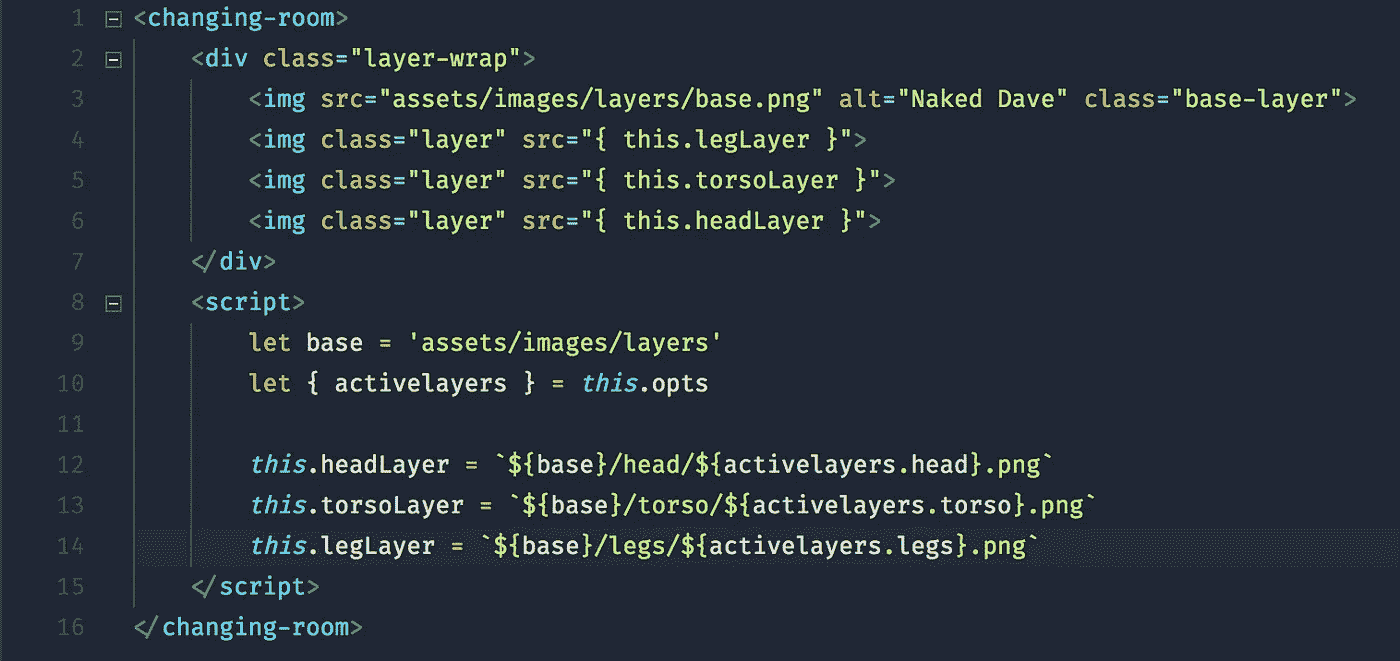 1 <changing-room>
2 <div class="layer-wrap">
3 <img src="assets/images/layers/base.png" alt="Naked Dave" class="base-layer">
4 <img class="layer" src="{ this.legLayer }">
5 <img class="layer" src="{ this.torsoLayer }">
6 <img class="layer" src="{ this.headLayer }">
7 </div>
8 <script>
9 let base = 'assets/images/layers'
10 let { activelayers } = this.opts
11
12 this.headLayer = `${base}/head/${activelayers.head}.png`
13 this.torsoLayer = `${base}/torso/${activelayers.torso}.png`
14 this.legLayer = `${base}/legs/${activelayers.legs}.png`
15 </script>
16 </changing-room>